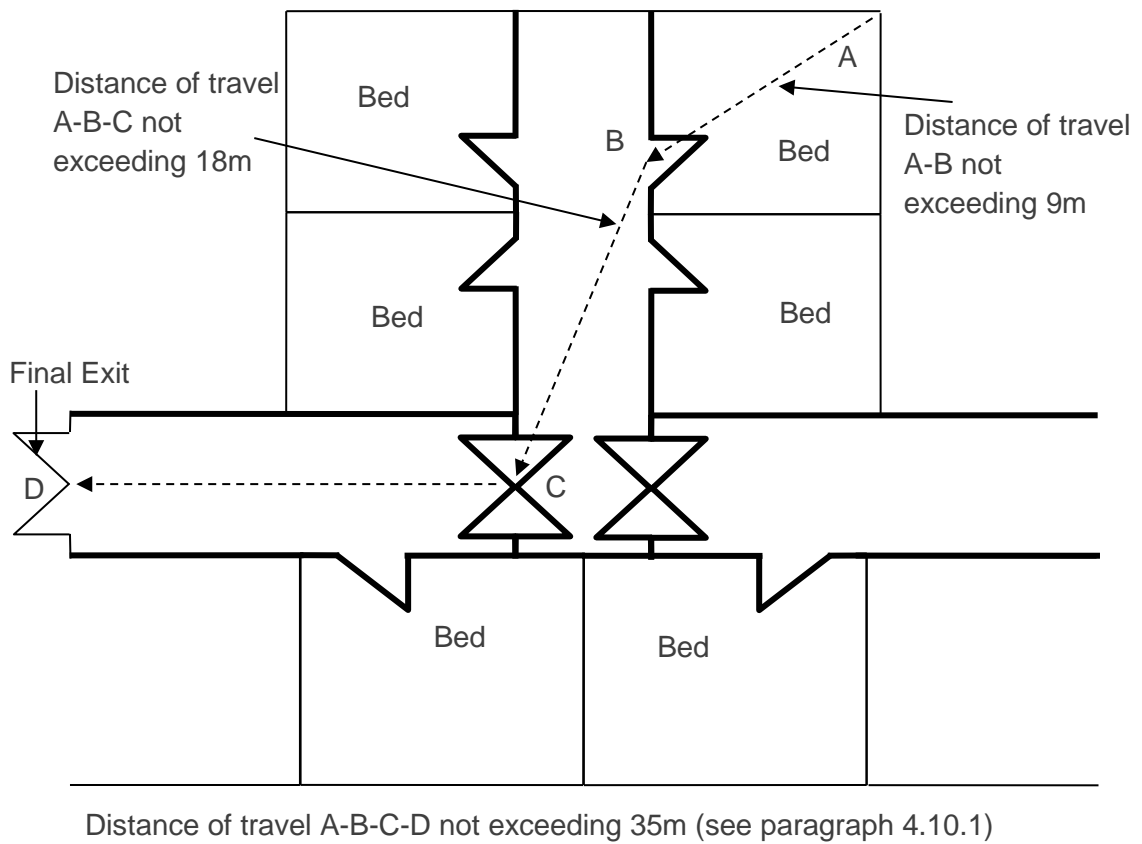 Distance of travel
A-B-C not
exceeding 18m
Bed
A
B
Bed
Distance of travel
A-B not
exceeding 9m
Bed
Bed
Final Exit
D
C
Bed
Bed
Distance of travel A-B-C-D not exceeding 35m (see paragraph 4.10.1)